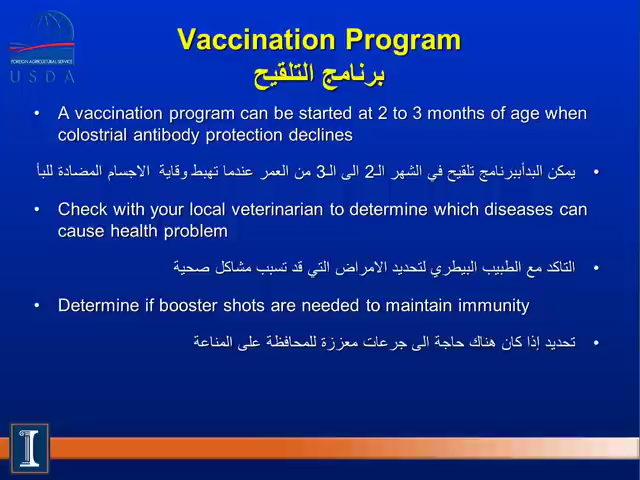 FOREIGN AGRICULTURAL SERVICE
USDA
Vaccination Program
برنامج التلقيح
• A vaccination program can be started at 2 to 3 months of age when
colostrial antibody protection declines
• يمكن البدأببرنامج تلقيح في الشهر الـ2 الى الـ3 من العمر عندما تهبط وقاية الاجسام المضادة للبأ
• Check with your local veterinarian to determine which diseases can
cause health problem
• التاكد مع الطبيب البيطري لتحديد الامراض التي قد تسبب مشاكل صحية
• Determine if booster shots are needed to maintain immunity
• تحديد إذا كان هناك حاجة الى جرعات معززة للمحافظة على المناعة
I